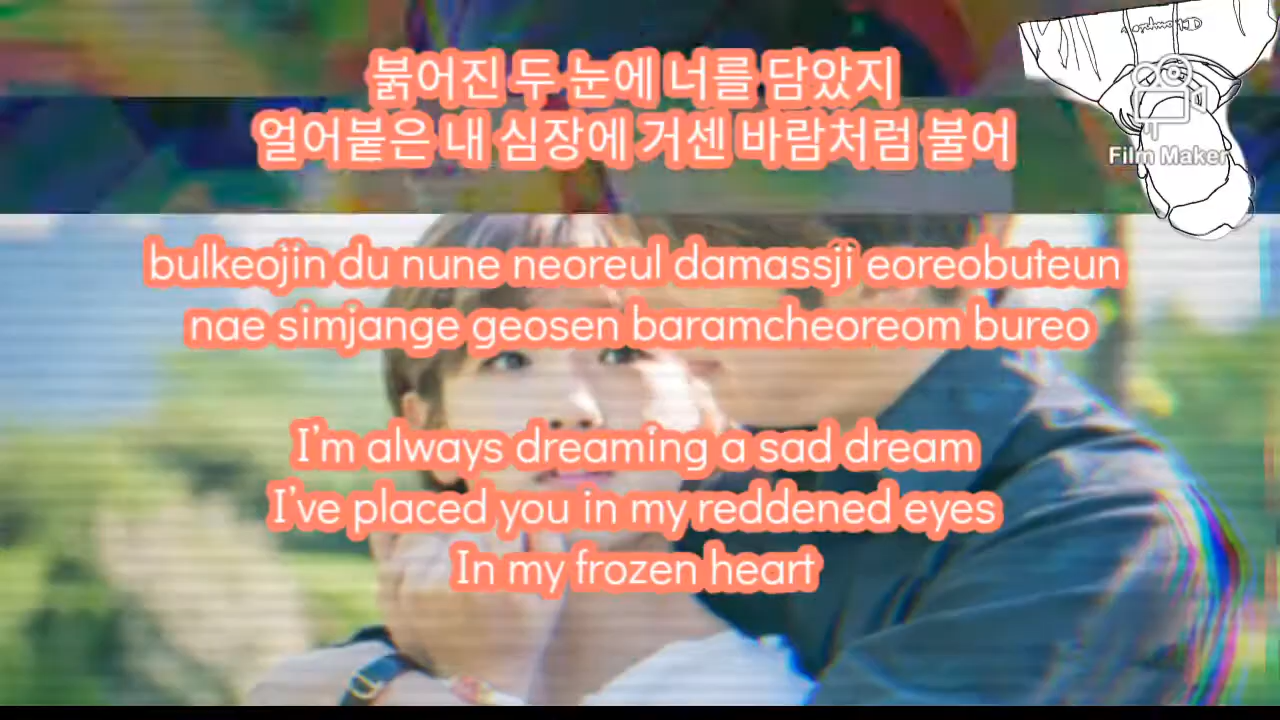 붉어진 두 눈에 너를 담았지
얼어붙은 내 심장에 거센 바람처럼 불어
Film Maker
bulkeojin du nune neoreul damassji eoreobuteun
nae simjange geosen baramcheoreom bureo
I'm always dreaming a sad dream
I've placed you in my reddened eyes
In my frozen heart